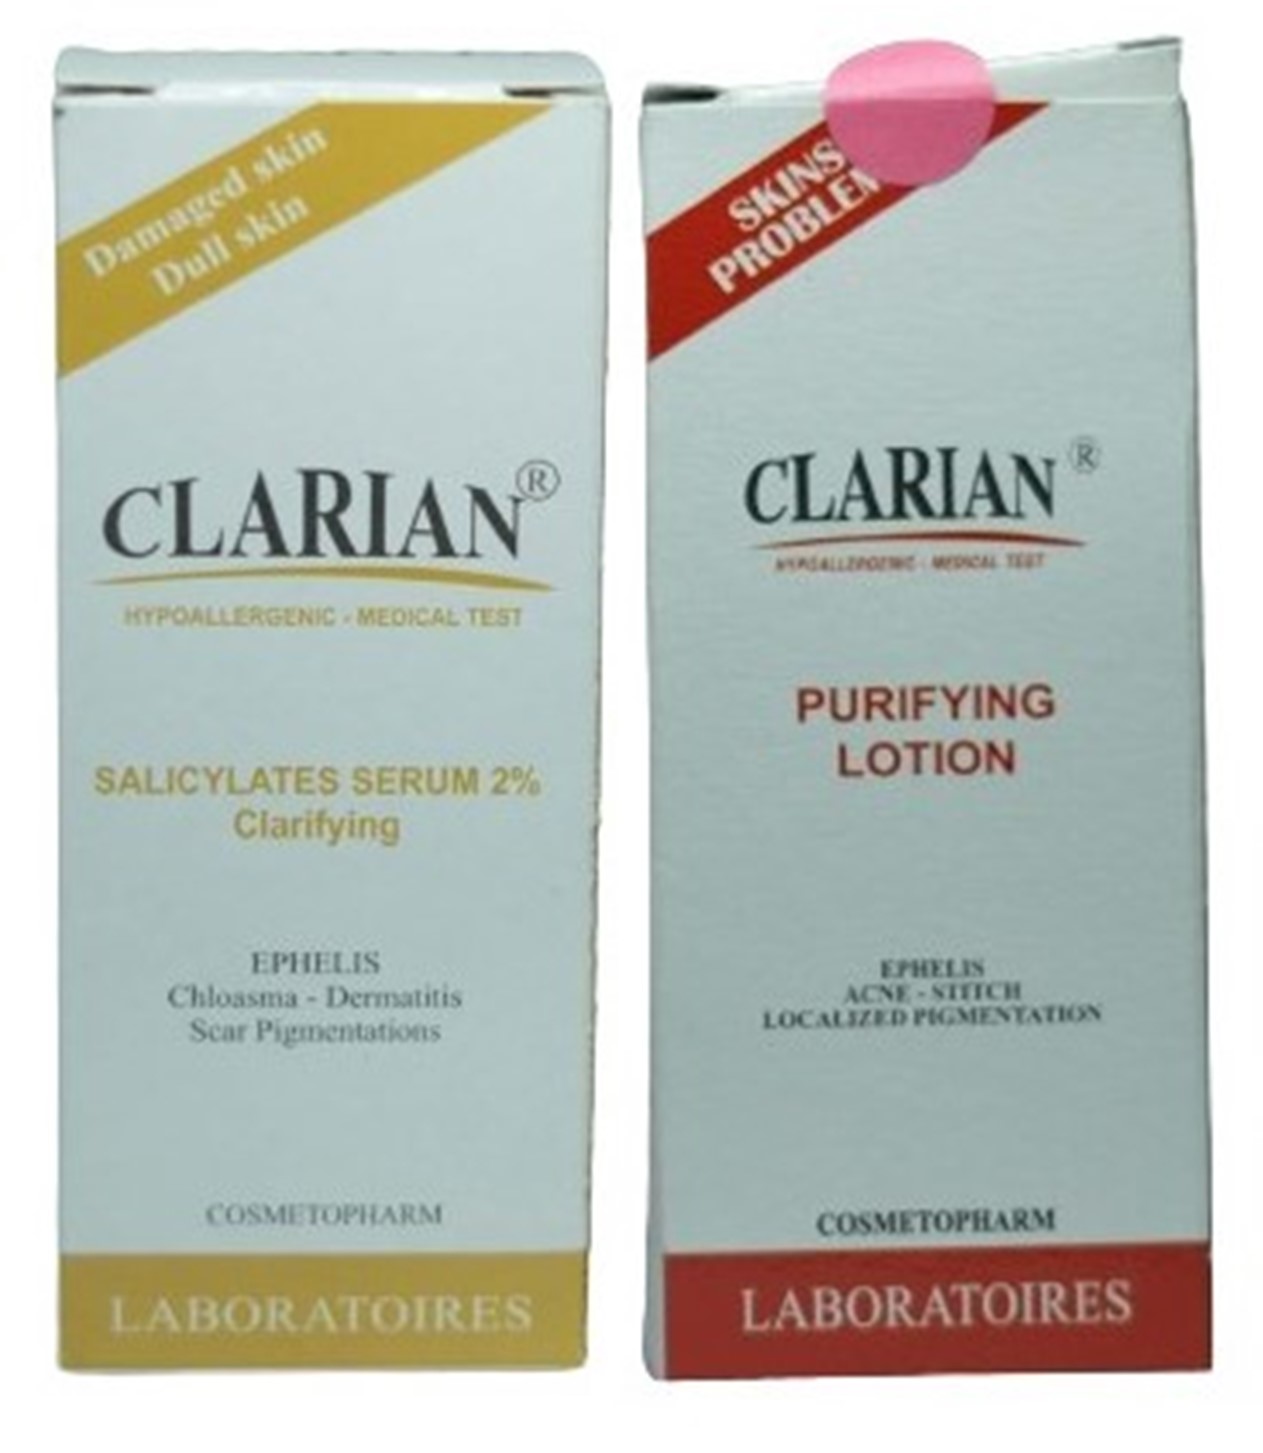 Damaged skin
Dull skin
CLARIAN®
HYPOALLERGENIC - MEDICAL TEST
SALICYLATES SERUM 2%
Clarifying
EPHELIS
Chloasma - Dermatitis
Scar Pigmentations
COSMETOPHARM
LABORATOIRES
SKINS
PROBLEM
CLARIAN ®
HYPOALLERGENIC - MEDICAL TEST
PURIFYING
LOTION
EPHELIS
ACNE - STITCH
LOCALIZED PIGMENTATION
COSMETOPHARM
LABORATOIRES